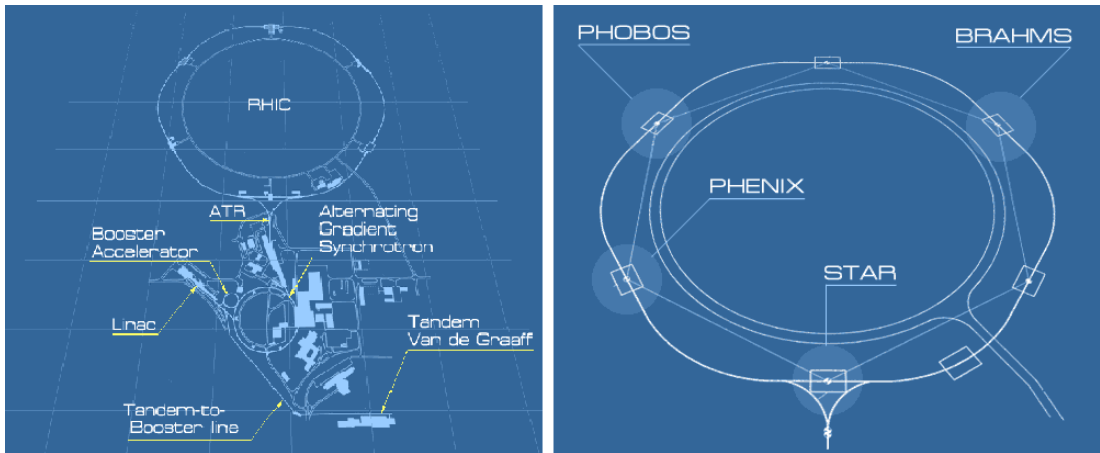 RHIC
ATR
Alternating
Gradient
Synchrotron
Booster
Accelerator
Linac
Tandem
Van de Graaff
Tandem-to-
Booster line
PHOBOS
BRAHMS
PHENIX
STAR